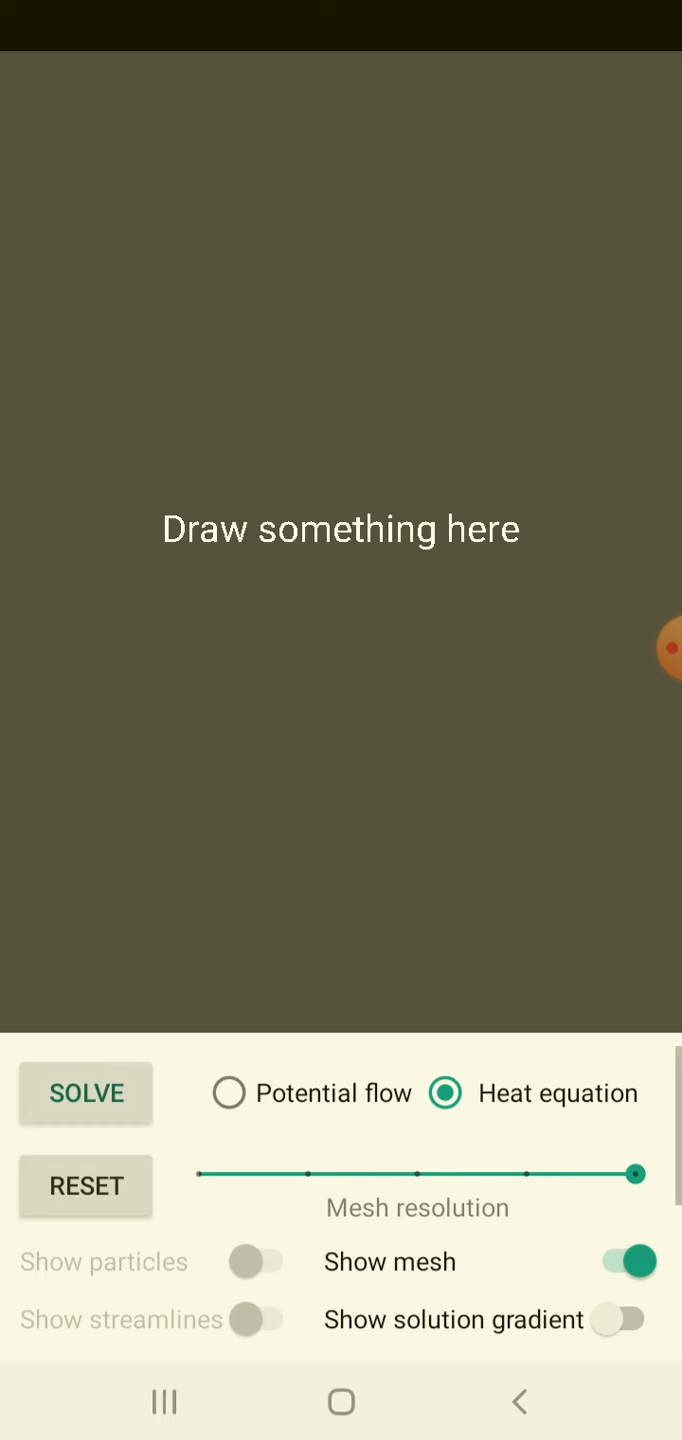 Draw something here
SOLVE
Potential flow
Heat equation
RESET
Mesh resolution
Show particles
Show mesh
Show streamlines
Show solution gradient